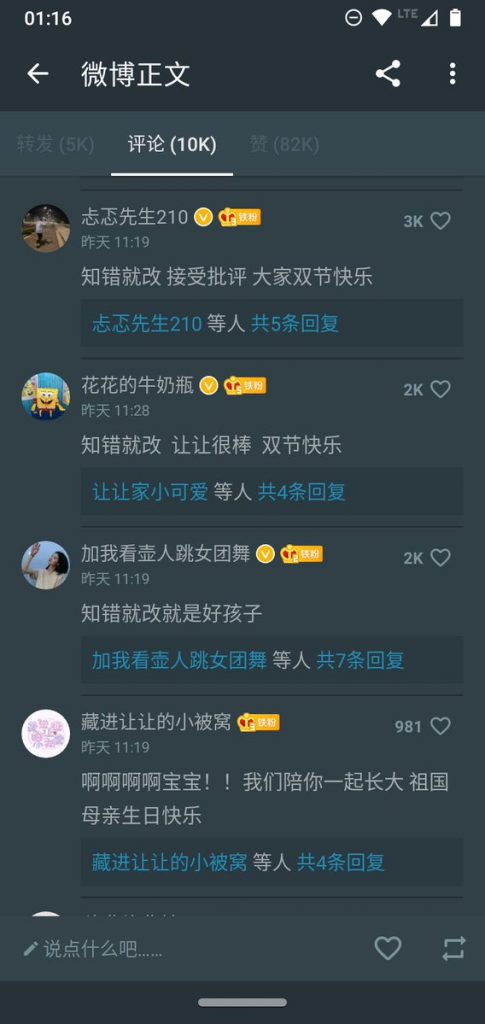 01:16
LTE
微博正文
转发 (5K) 评论 (10K) 赞 (82K)
忐忑先生210 铁粉 3K
昨天 11:19
知错就改 接受批评 大家双节快乐
忐忑先生210 等人 共5条回复
花花的牛奶瓶 铁粉 2K
昨天 11:28
知错就改 让让很棒 双节快乐
让让家小可爱 等人 共4条回复
加我看壶人跳女团舞 铁粉 2K
昨天 11:19
知错就改就是好孩子
加我看壶人跳女团舞 等人 共7条回复
藏进让让的小被窝 铁粉 981
昨天 11:19
啊啊啊啊宝宝！！我们陪你一起长大 祖国
母亲生日快乐
藏进让让的小被窝 等人 共4条回复
说点什么吧……